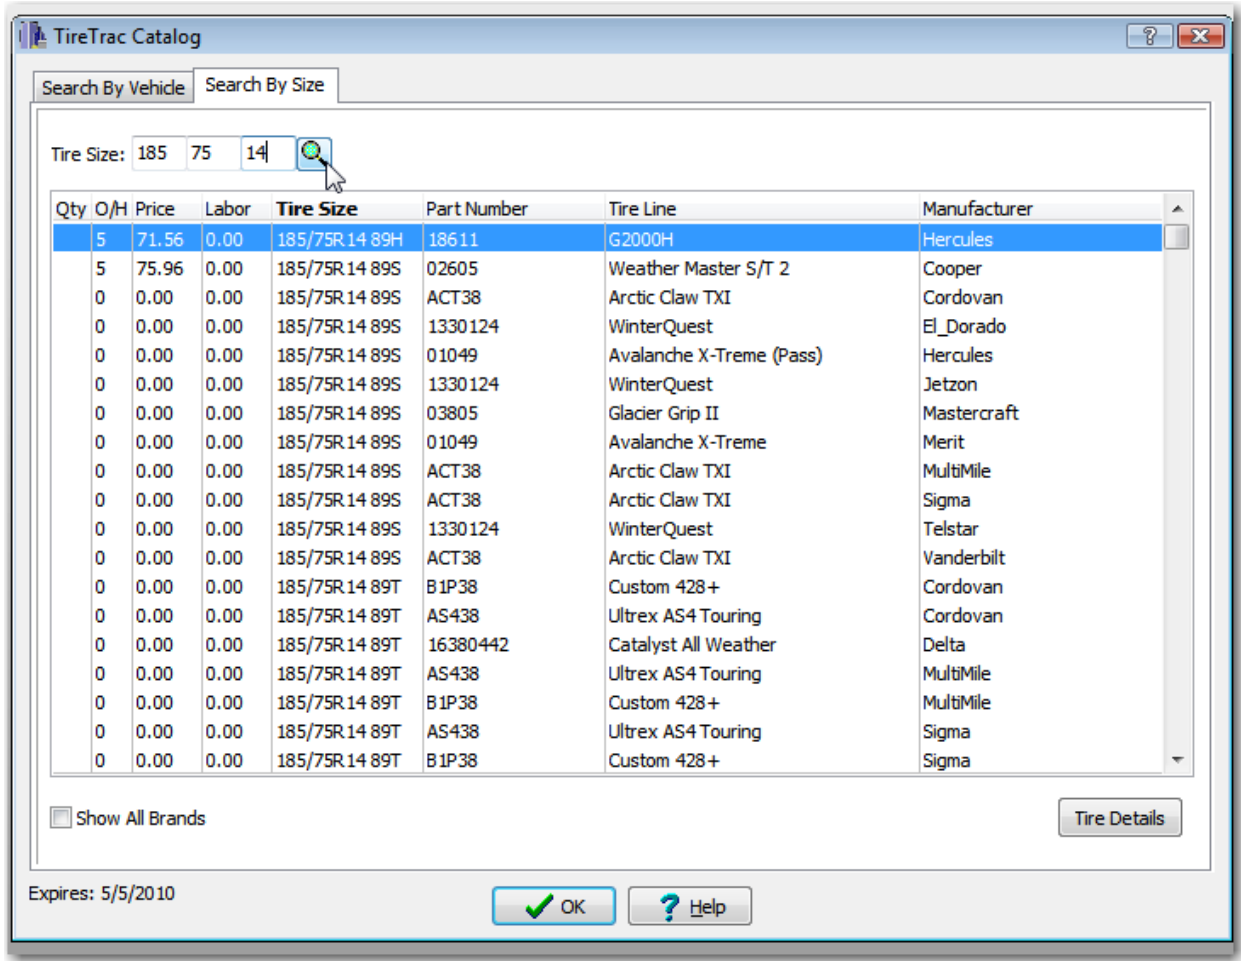 TireTrac Catalog
Search By Vehicle Search By Size
Tire Size: 185 75 14
Qty O/H Price Labor Tire Size Part Number Tire Line Manufacturer
5 71.56 0.00 185/75R14 89H 18611 G2000H Hercules
5 75.96 0.00 185/75R14 89S 02605 Weather Master S/T 2 Cooper
0 0.00 0.00 185/75R14 89S ACT38 Arctic Claw TXI Cordovan
0 0.00 0.00 185/75R14 89S 1330124 WinterQuest El_Dorado
0 0.00 0.00 185/75R14 89S 01049 Avalanche X-Treme (Pass) Hercules
0 0.00 0.00 185/75R14 89S 1330124 WinterQuest Jetzon
0 0.00 0.00 185/75R14 89S 03805 Glacier Grip II Mastercraft
0 0.00 0.00 185/75R14 89S 01049 Avalanche X-Treme Merit
0 0.00 0.00 185/75R14 89S ACT38 Arctic Claw TXI MultiMile
0 0.00 0.00 185/75R14 89S ACT38 Arctic Claw TXI Sigma
0 0.00 0.00 185/75R14 89S 1330124 WinterQuest Telstar
0 0.00 0.00 185/75R14 89S ACT38 Arctic Claw TXI Vanderbilt
0 0.00 0.00 185/75R14 89T B1P38 Custom 428+ Cordovan
0 0.00 0.00 185/75R14 89T AS438 Ultrex AS4 Touring Cordovan
0 0.00 0.00 185/75R14 89T 16380442 Catalyst All Weather Delta
0 0.00 0.00 185/75R14 89T AS438 Ultrex AS4 Touring MultiMile
0 0.00 0.00 185/75R14 89T B1P38 Custom 428+ MultiMile
0 0.00 0.00 185/75R14 89T AS438 Ultrex AS4 Touring Sigma
0 0.00 0.00 185/75R14 89T B1P38 Custom 428+ Sigma
Show All Brands Tire Details
Expires: 5/5/2010
OK ? Help